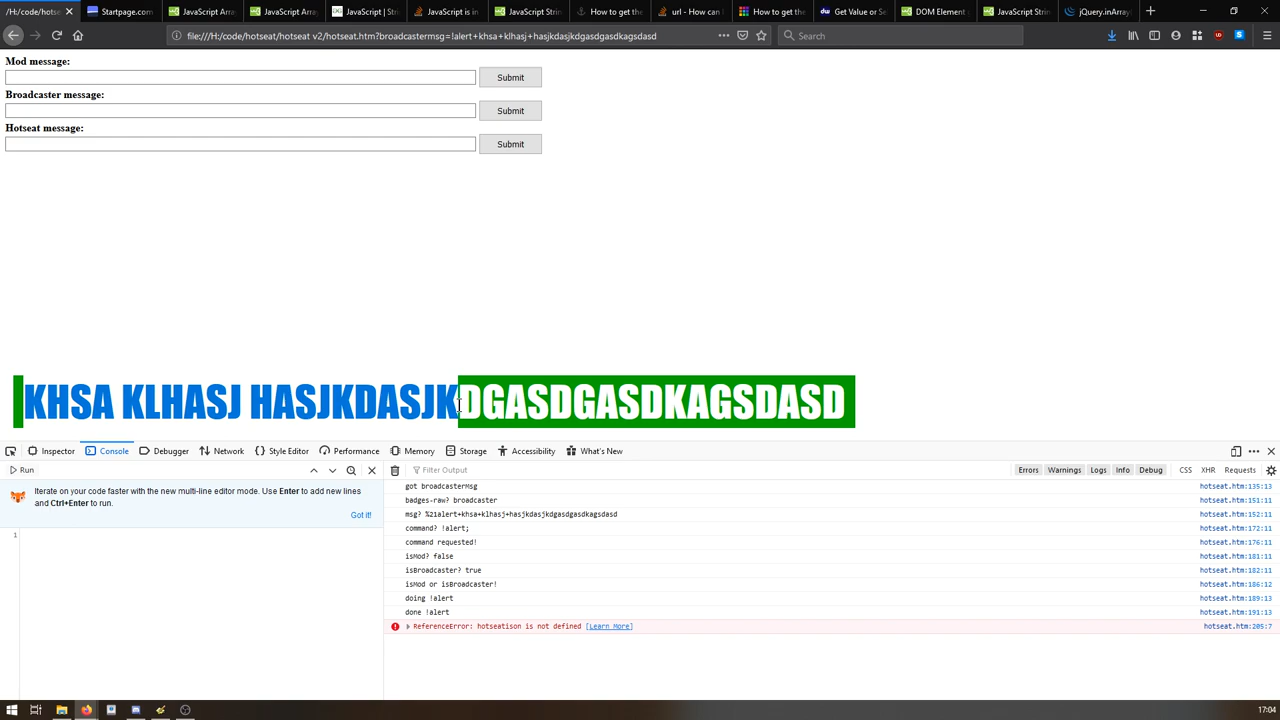 /H:/code/hotse
Startpage.com
JavaScript Arra
JavaScript Arra
JavaScript | Stri
JavaScript is in
JavaScript Strin
How to get the
url - How can I
How to get the
Get Value or Se
DOM Element
JavaScript Strin
jQuery.inArray
file:///H:/code/hotseat/hotseat v2/hotseat.htm?broadcastermsg=!alert+khsa+klhasj+hasjkdasjkdgasdgasdkagsdasd
Search
Mod message:
Submit
Broadcaster message:
Submit
Hotseat message:
Submit
KHSA KLHASJ HASJKDASJKDGASDGASDKAGSDASD
Inspector Console Debugger Network Style Editor Performance Memory Storage Accessibility What's New
Run
Filter Output
Errors Warnings Logs Info Debug CSS XHR Requests
Iterate on your code faster with the new multi-line editor mode. Use Enter to add new lines
and Ctrl+Enter to run.
Got it!
1
got broadcasterMsg hotseat.htm:135:13
badges-raw? broadcaster hotseat.htm:151:11
msg? %21alert+khsa+klhasj+hasjkdasjkdgasdgasdkagsdasd hotseat.htm:152:11
command? !alert; hotseat.htm:172:11
command requested! hotseat.htm:176:11
isMod? false hotseat.htm:181:11
isBroadcaster? true hotseat.htm:182:11
isMod or isBroadcaster! hotseat.htm:186:12
doing !alert hotseat.htm:189:13
done !alert hotseat.htm:191:13
ReferenceError: hotseatison is not defined [Learn More] hotseat.htm:205:7
17:04